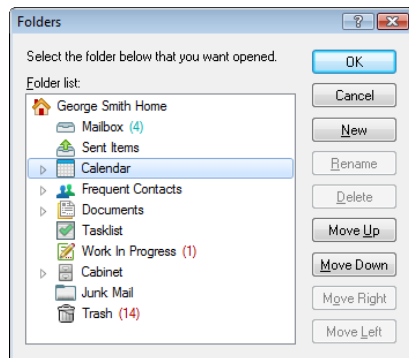 Folders
Select the folder below that you want opened.
Folder list:
George Smith Home
Mailbox (4)
Sent Items
Calendar
Frequent Contacts
Documents
Tasklist
Work In Progress (1)
Cabinet
Junk Mail
Trash (14)
OK
Cancel
New
Rename
Delete
Move Up
Move Down
Move Right
Move Left